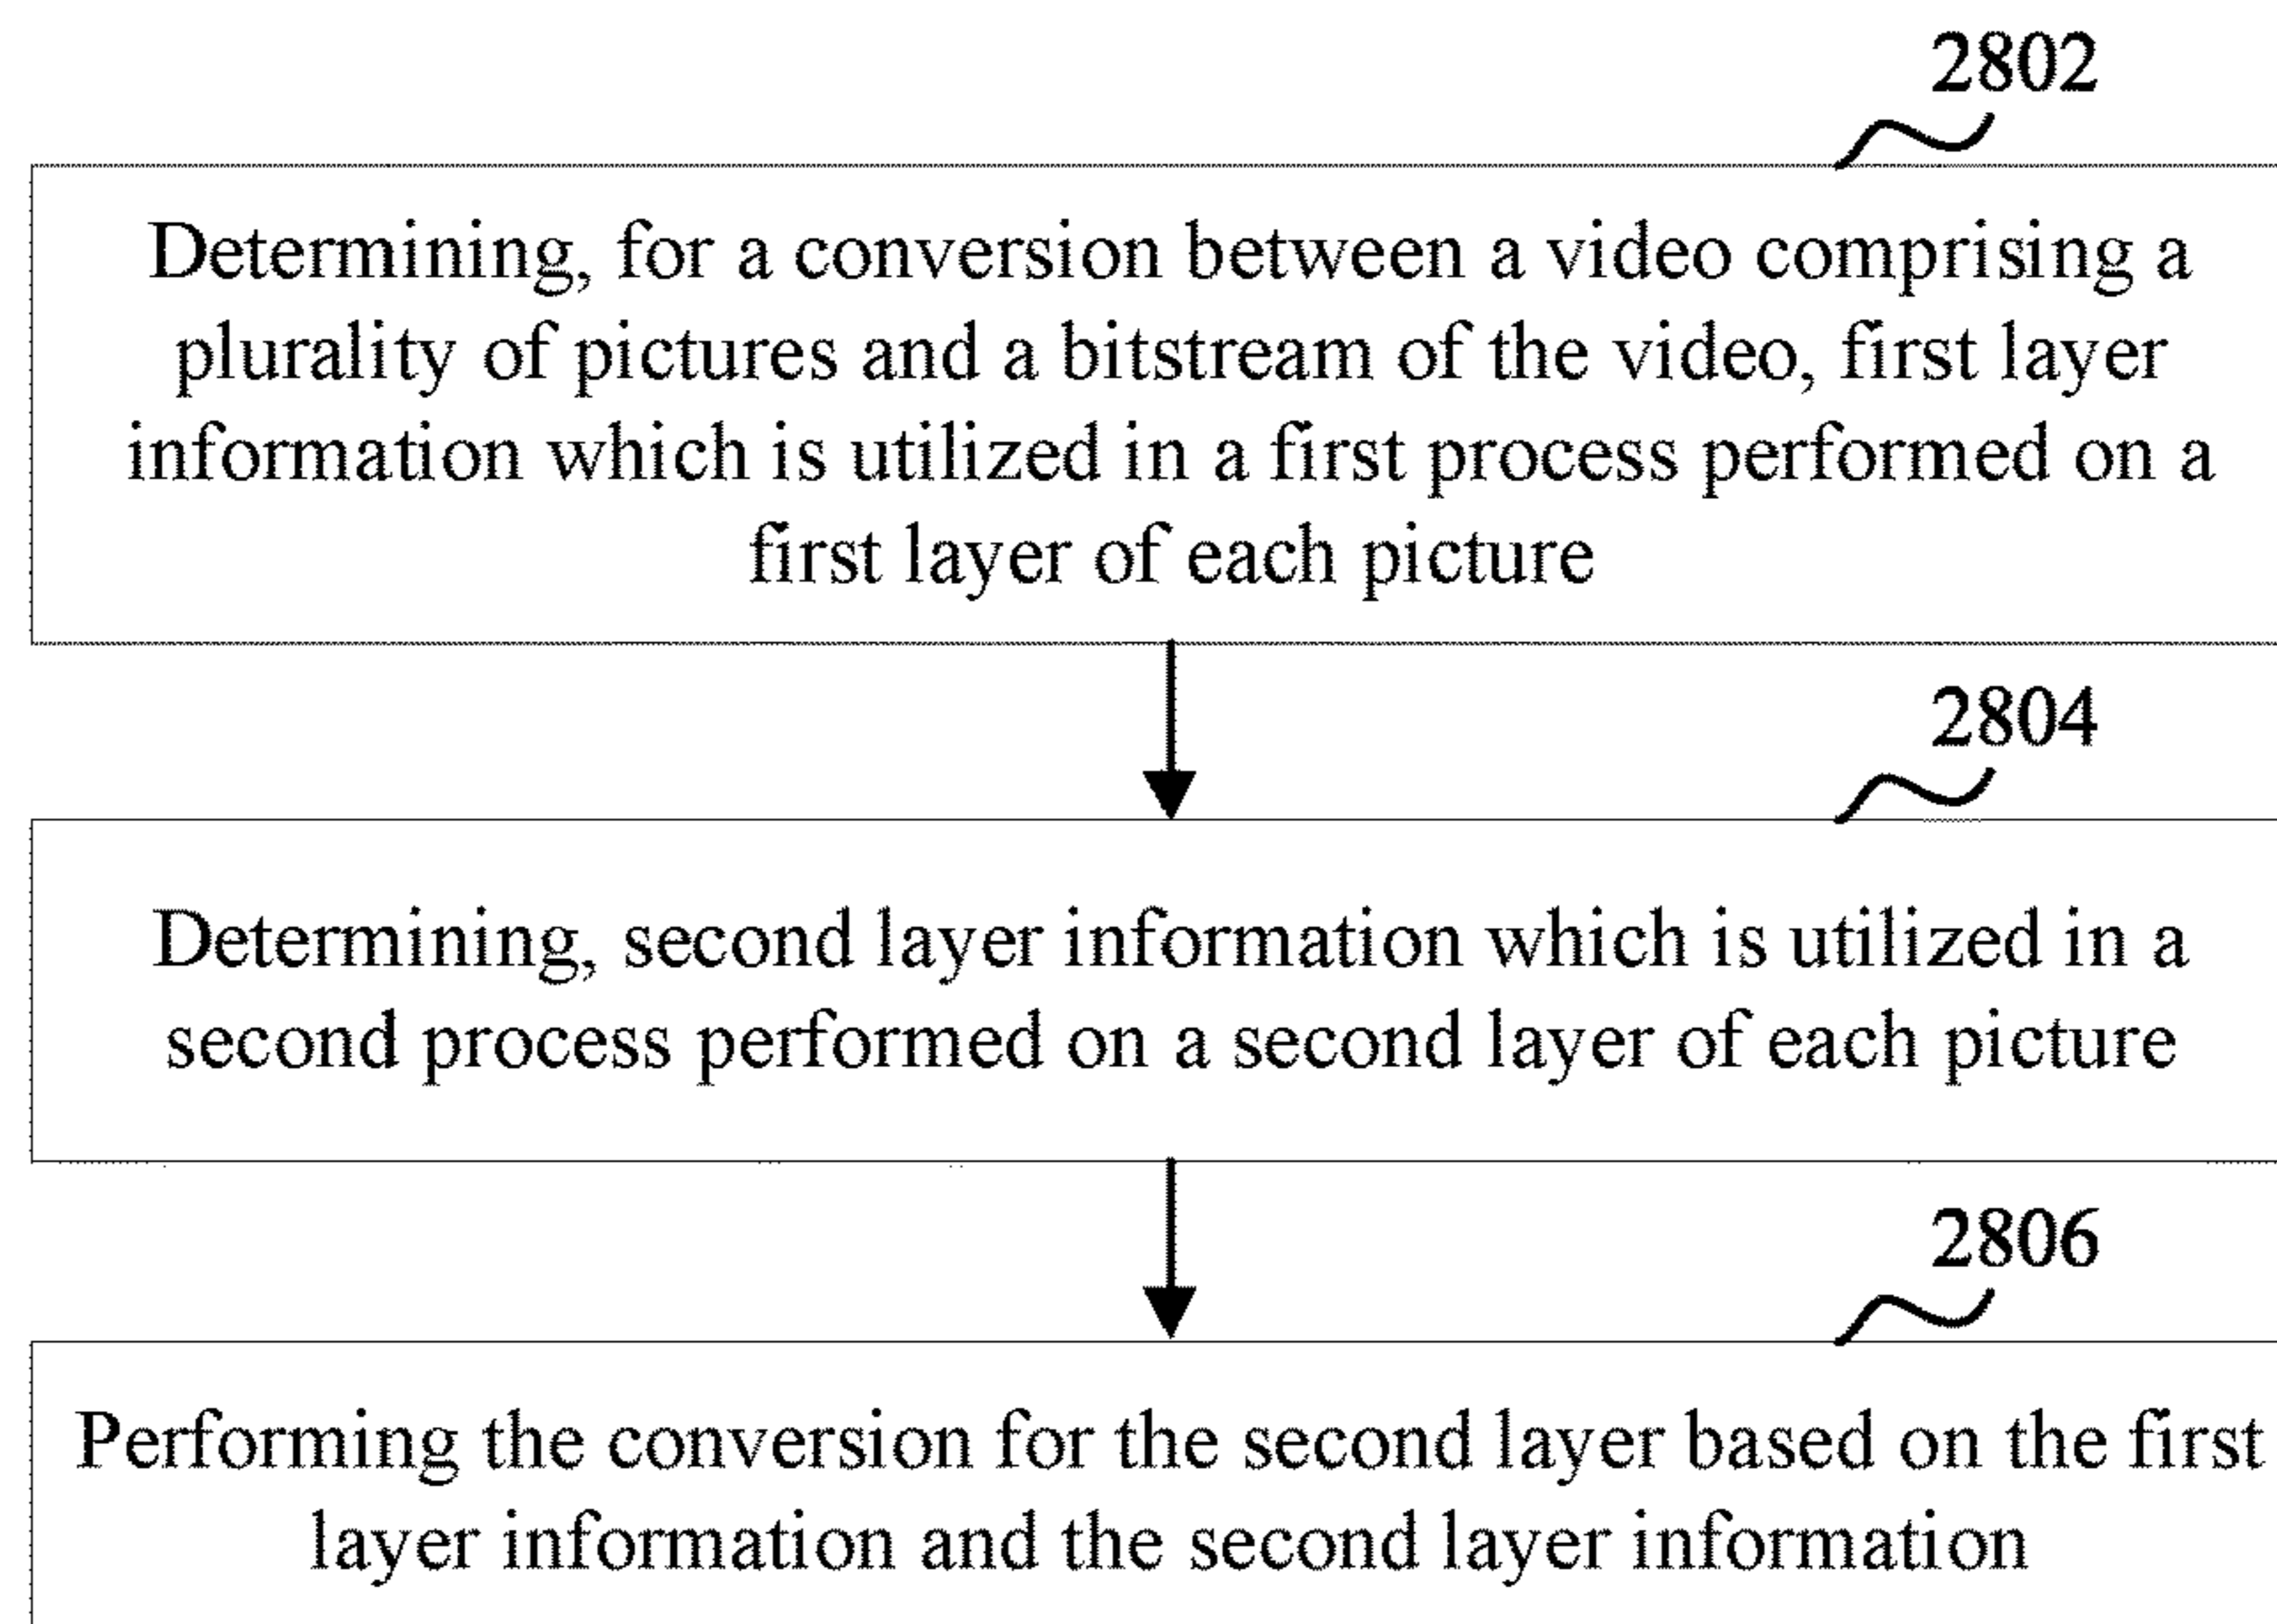 2802
Determining, for a conversion between a video comprising a
plurality of pictures and a bitstream of the video, first layer
information which is utilized in a first process performed on a
first layer of each picture
2804
Determining, second layer information which is utilized in a
second process performed on a second layer of each picture
2806
Performing the conversion for the second layer based on the first
layer information and the second layer information